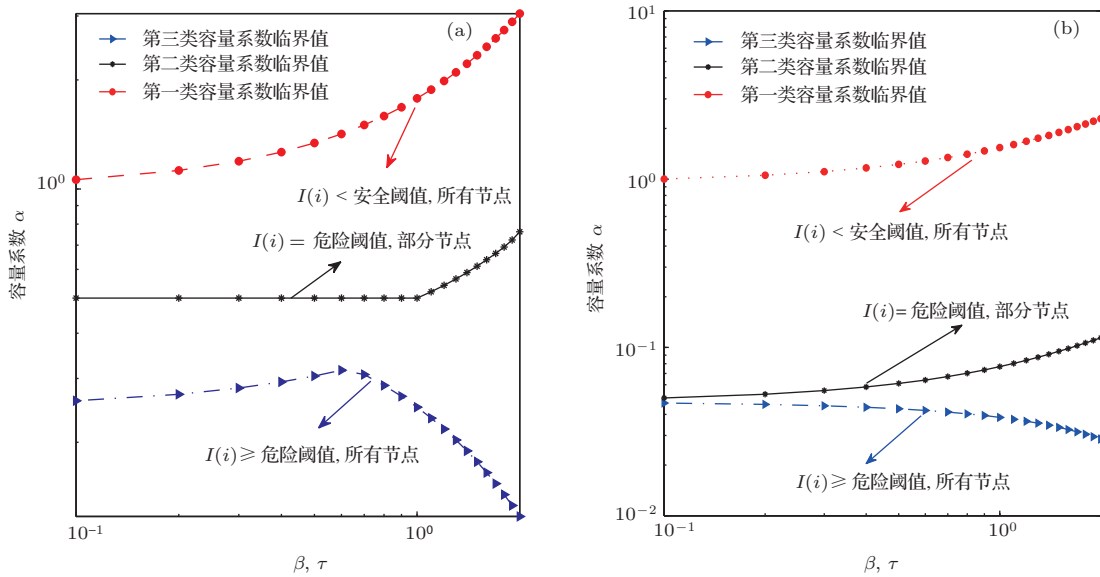 (a)
第三类容量系数临界值
第二类容量系数临界值
第一类容量系数临界值
10⁰
容量系数 α
I(i) < 安全阈值, 所有节点
I(i) = 危险阈值, 部分节点
I(i) ≥ 危险阈值, 所有节点
10⁻¹
10⁰
β, τ
(b)
10¹
第三类容量系数临界值
第二类容量系数临界值
第一类容量系数临界值
10⁰
容量系数 α
I(i) < 安全阈值, 所有节点
I(i)= 危险阈值, 部分节点
10⁻¹
I(i) ≥ 危险阈值, 所有节点
10⁻²
10⁻¹
10⁰
β, τ